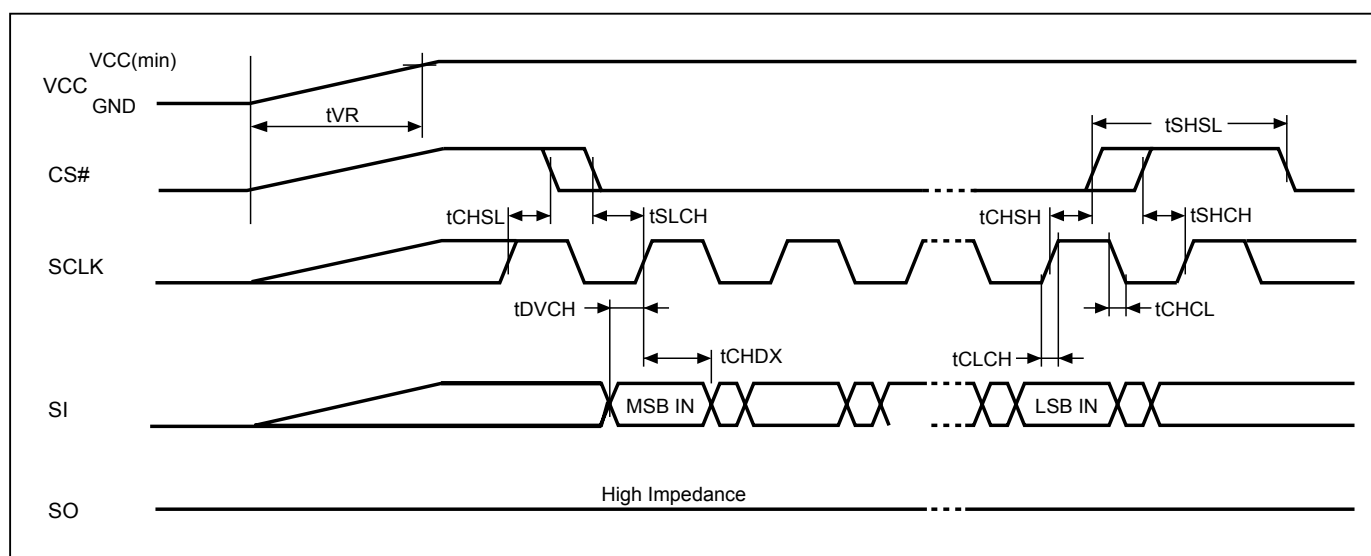 VCC(min)
VCC
GND
tVR
tSHSL
CS#
tCHSL
tSLCH
tCHSH
tSHCH
SCLK
tDVCH
tCHCL
tCHDX
tCLCH
SI
MSB IN
LSB IN
High Impedance
SO